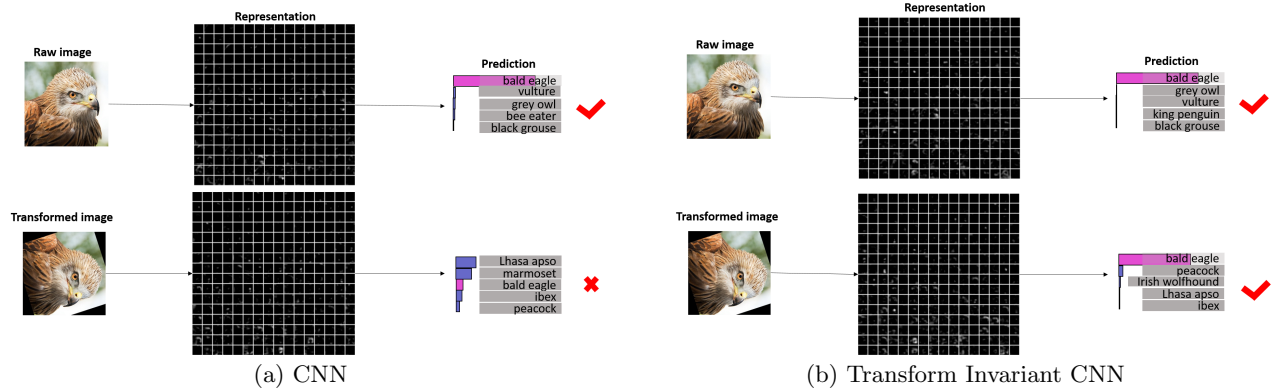 Representation
Raw image
Prediction
bald eagle
vulture
grey owl
bee eater
black grouse
Transformed image
Lhasa apso
marmoset
bald eagle
ibex
peacock
(a) CNN
Representation
Raw image
Prediction
bald eagle
grey owl
vulture
king penguin
black grouse
Transformed image
bald eagle
peacock
Irish wolfhound
Lhasa apso
ibex
(b) Transform Invariant CNN